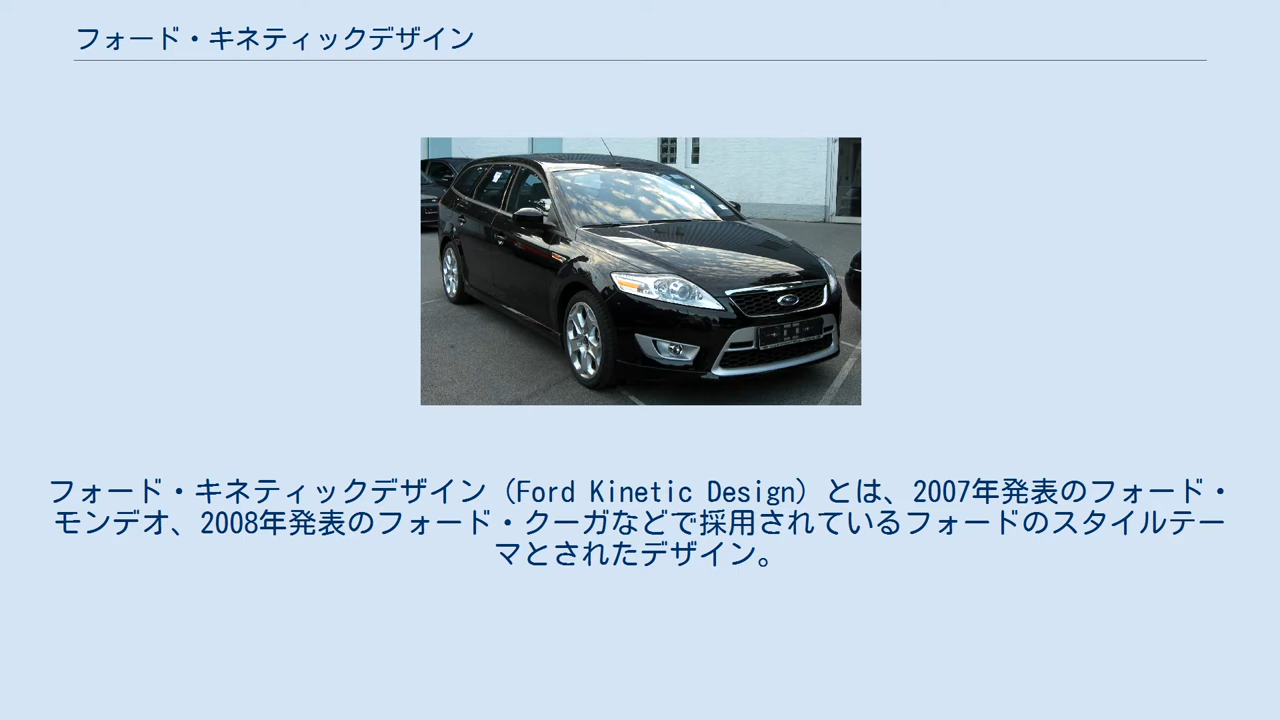 フォード・キネティックデザイン
フォード・キネティックデザイン（Ford Kinetic Design）とは、2007年発表のフォード・
モンデオ、2008年発表のフォード・クーガなどで採用されているフォードのスタイルテー
マとされたデザイン。